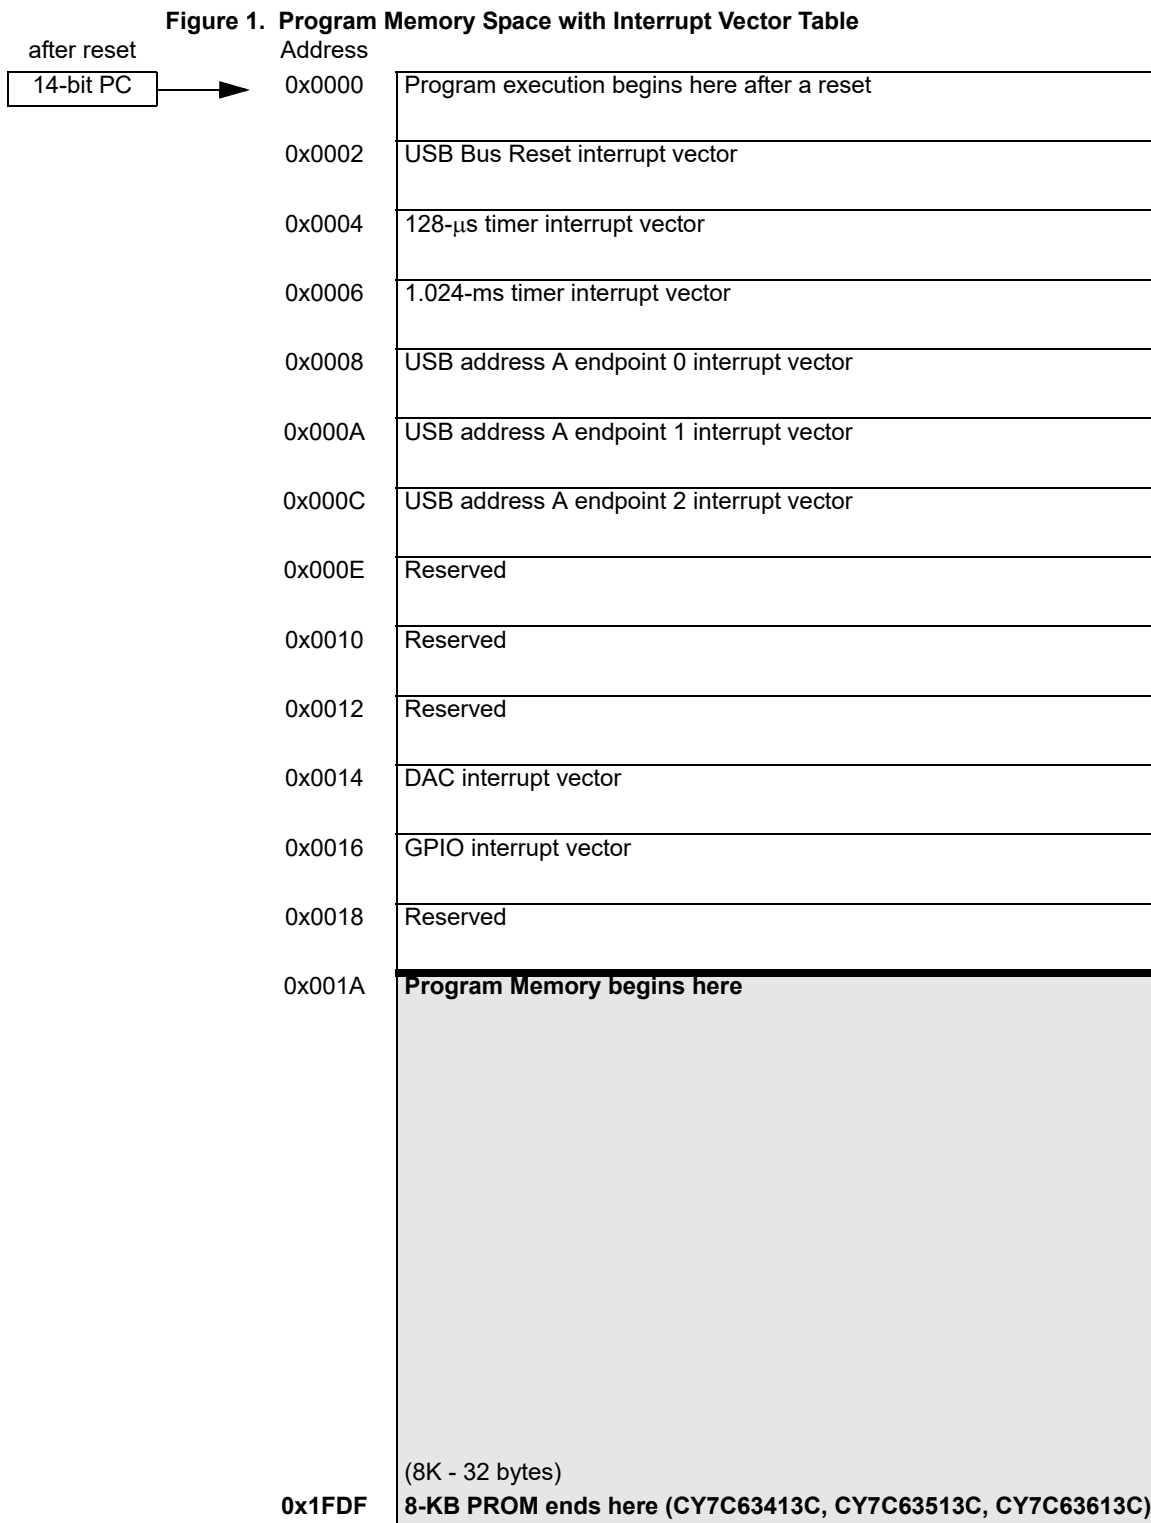 Figure 1. Program Memory Space with Interrupt Vector Table
after reset Address
14-bit PC 0x0000 Program execution begins here after a reset
0x0002 USB Bus Reset interrupt vector
0x0004 128-μs timer interrupt vector
0x0006 1.024-ms timer interrupt vector
0x0008 USB address A endpoint 0 interrupt vector
0x000A USB address A endpoint 1 interrupt vector
0x000C USB address A endpoint 2 interrupt vector
0x000E Reserved
0x0010 Reserved
0x0012 Reserved
0x0014 DAC interrupt vector
0x0016 GPIO interrupt vector
0x0018 Reserved
0x001A Program Memory begins here
(8K - 32 bytes)
0x1FDF 8-KB PROM ends here (CY7C63413C, CY7C63513C, CY7C63613C)